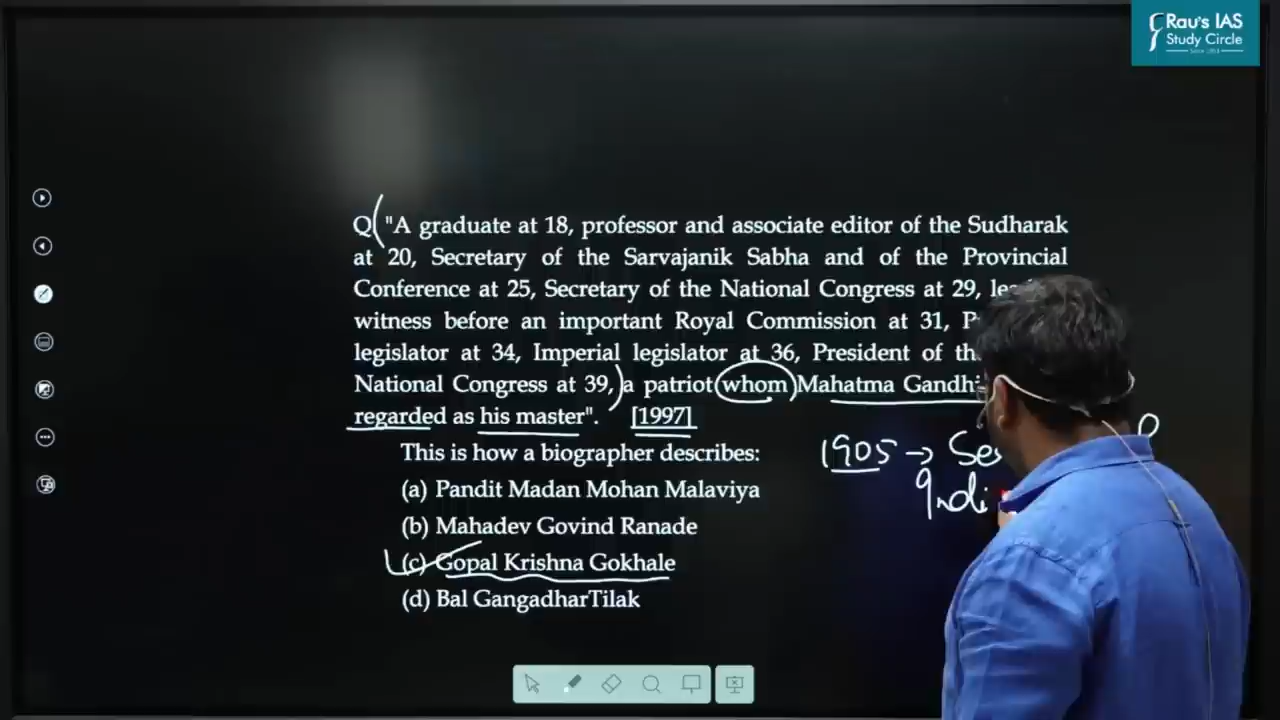 Rau's IAS
Study Circle
Q "A graduate at 18, professor and associate editor of the Sudharak
at 20, Secretary of the Sarvajanik Sabha and of the Provincial
Conference at 25, Secretary of the National Congress at 29,
witness before an important Royal Commission at 31,
legislator at 34, Imperial legislator at 36, President of
National Congress at 39, a patriot whom Mahatma Gandhi
regarded as his master". [1997]
This is how a biographer describes:
1905 →
(a) Pandit Madan Mohan Malaviya
(b) Mahadev Govind Ranade
(c) Gopal Krishna Gokhale
(d) Bal GangadharTilak